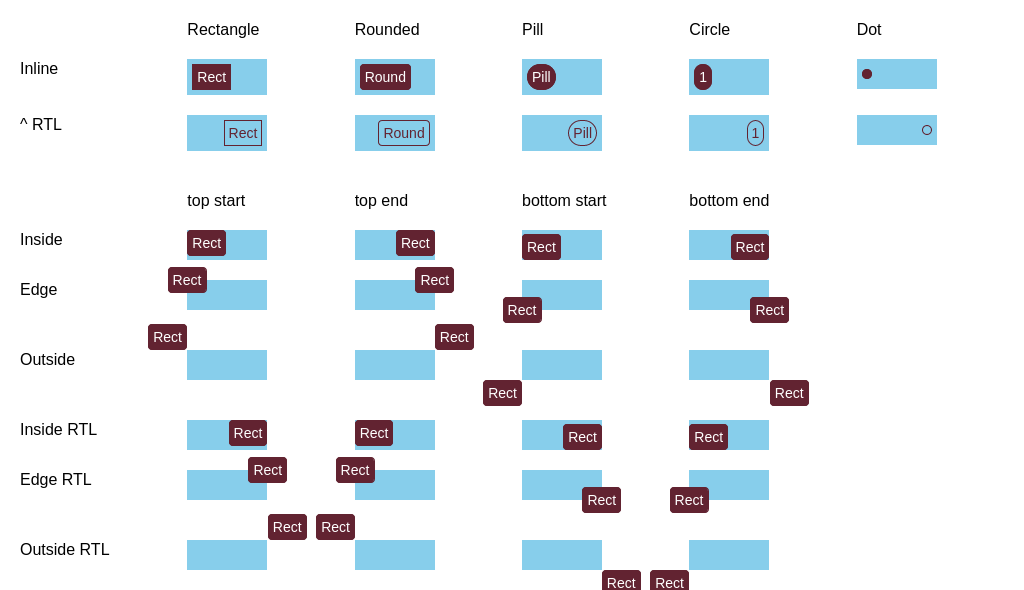 Rectangle Rounded Pill Circle Dot
Inline Rect Round Pill 1
^ RTL Rect Round Pill 1
top start top end bottom start bottom end
Inside Rect Rect Rect Rect
Edge Rect Rect Rect Rect
Outside Rect Rect Rect Rect
Inside RTL Rect Rect Rect Rect
Edge RTL Rect Rect Rect Rect
Outside RTL Rect Rect Rect Rect